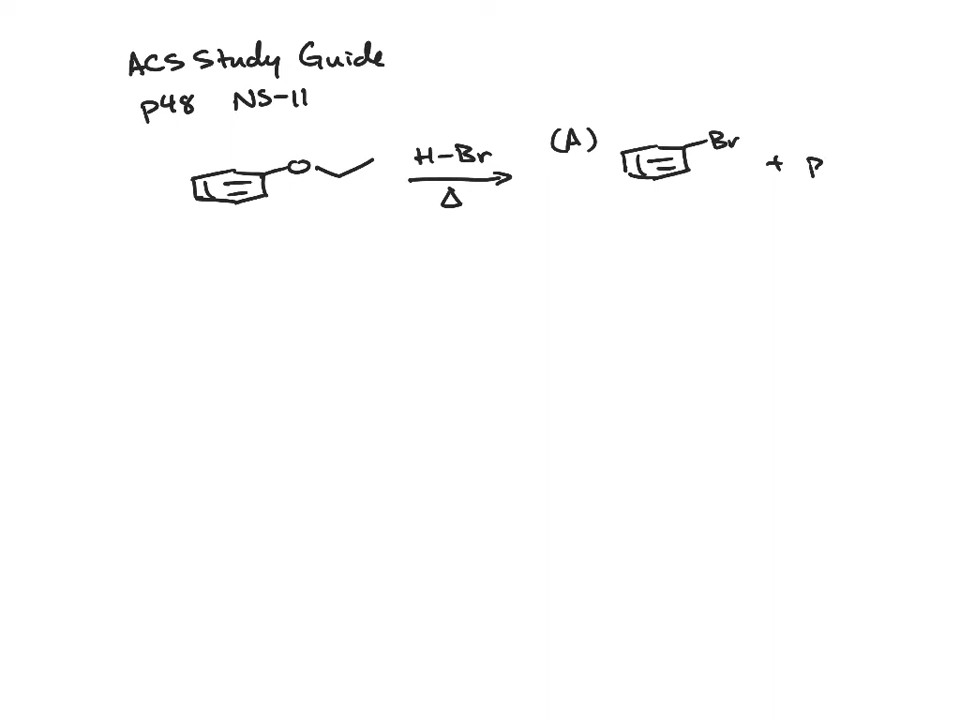 ACS Study Guide
p48 NS-11
O H-Br (A) Br + P
Δ